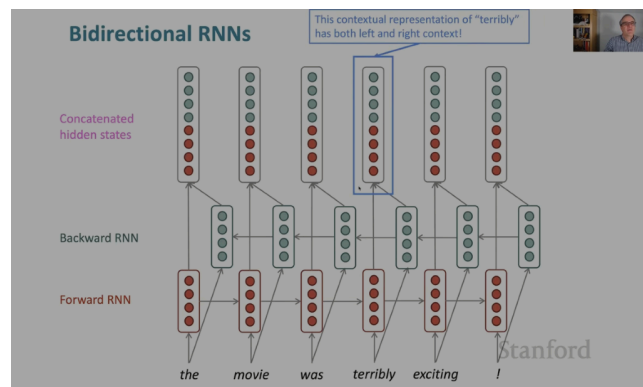 Bidirectional RNNs
This contextual representation of “terribly”
has both left and right context!
Concatenated
hidden states
Backward RNN
Forward RNN
Stanford
the movie was terribly exciting !